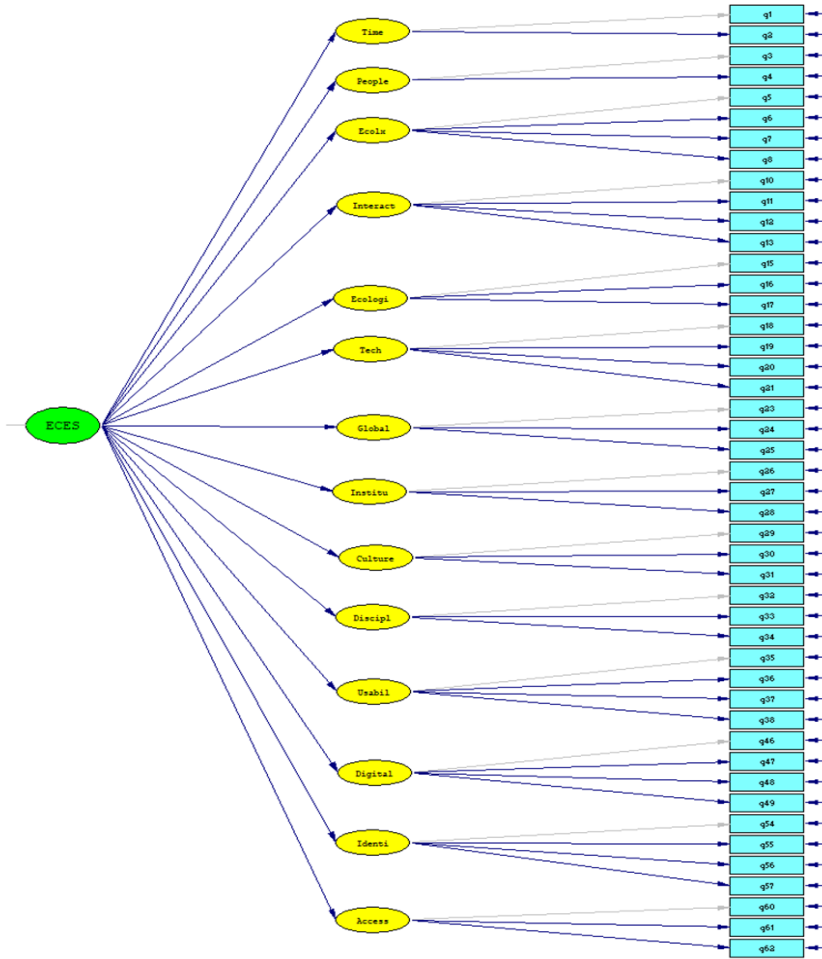 q1
Time
q2
q3
People
q4
q5
Ecolx
q6
q7
q8
q10
Interact
q11
q12
q13
q15
Ecologi
q16
q17
q18
Tech
q19
q20
q21
ECES
q23
Global
q24
q25
q26
Institu
q27
q28
q29
Culture
q30
q31
q32
Discipl
q33
q34
q35
Usabil
q36
q37
q38
q46
Digital
q47
q48
q49
q54
Identi
q55
q56
q57
q60
Access
q61
q62